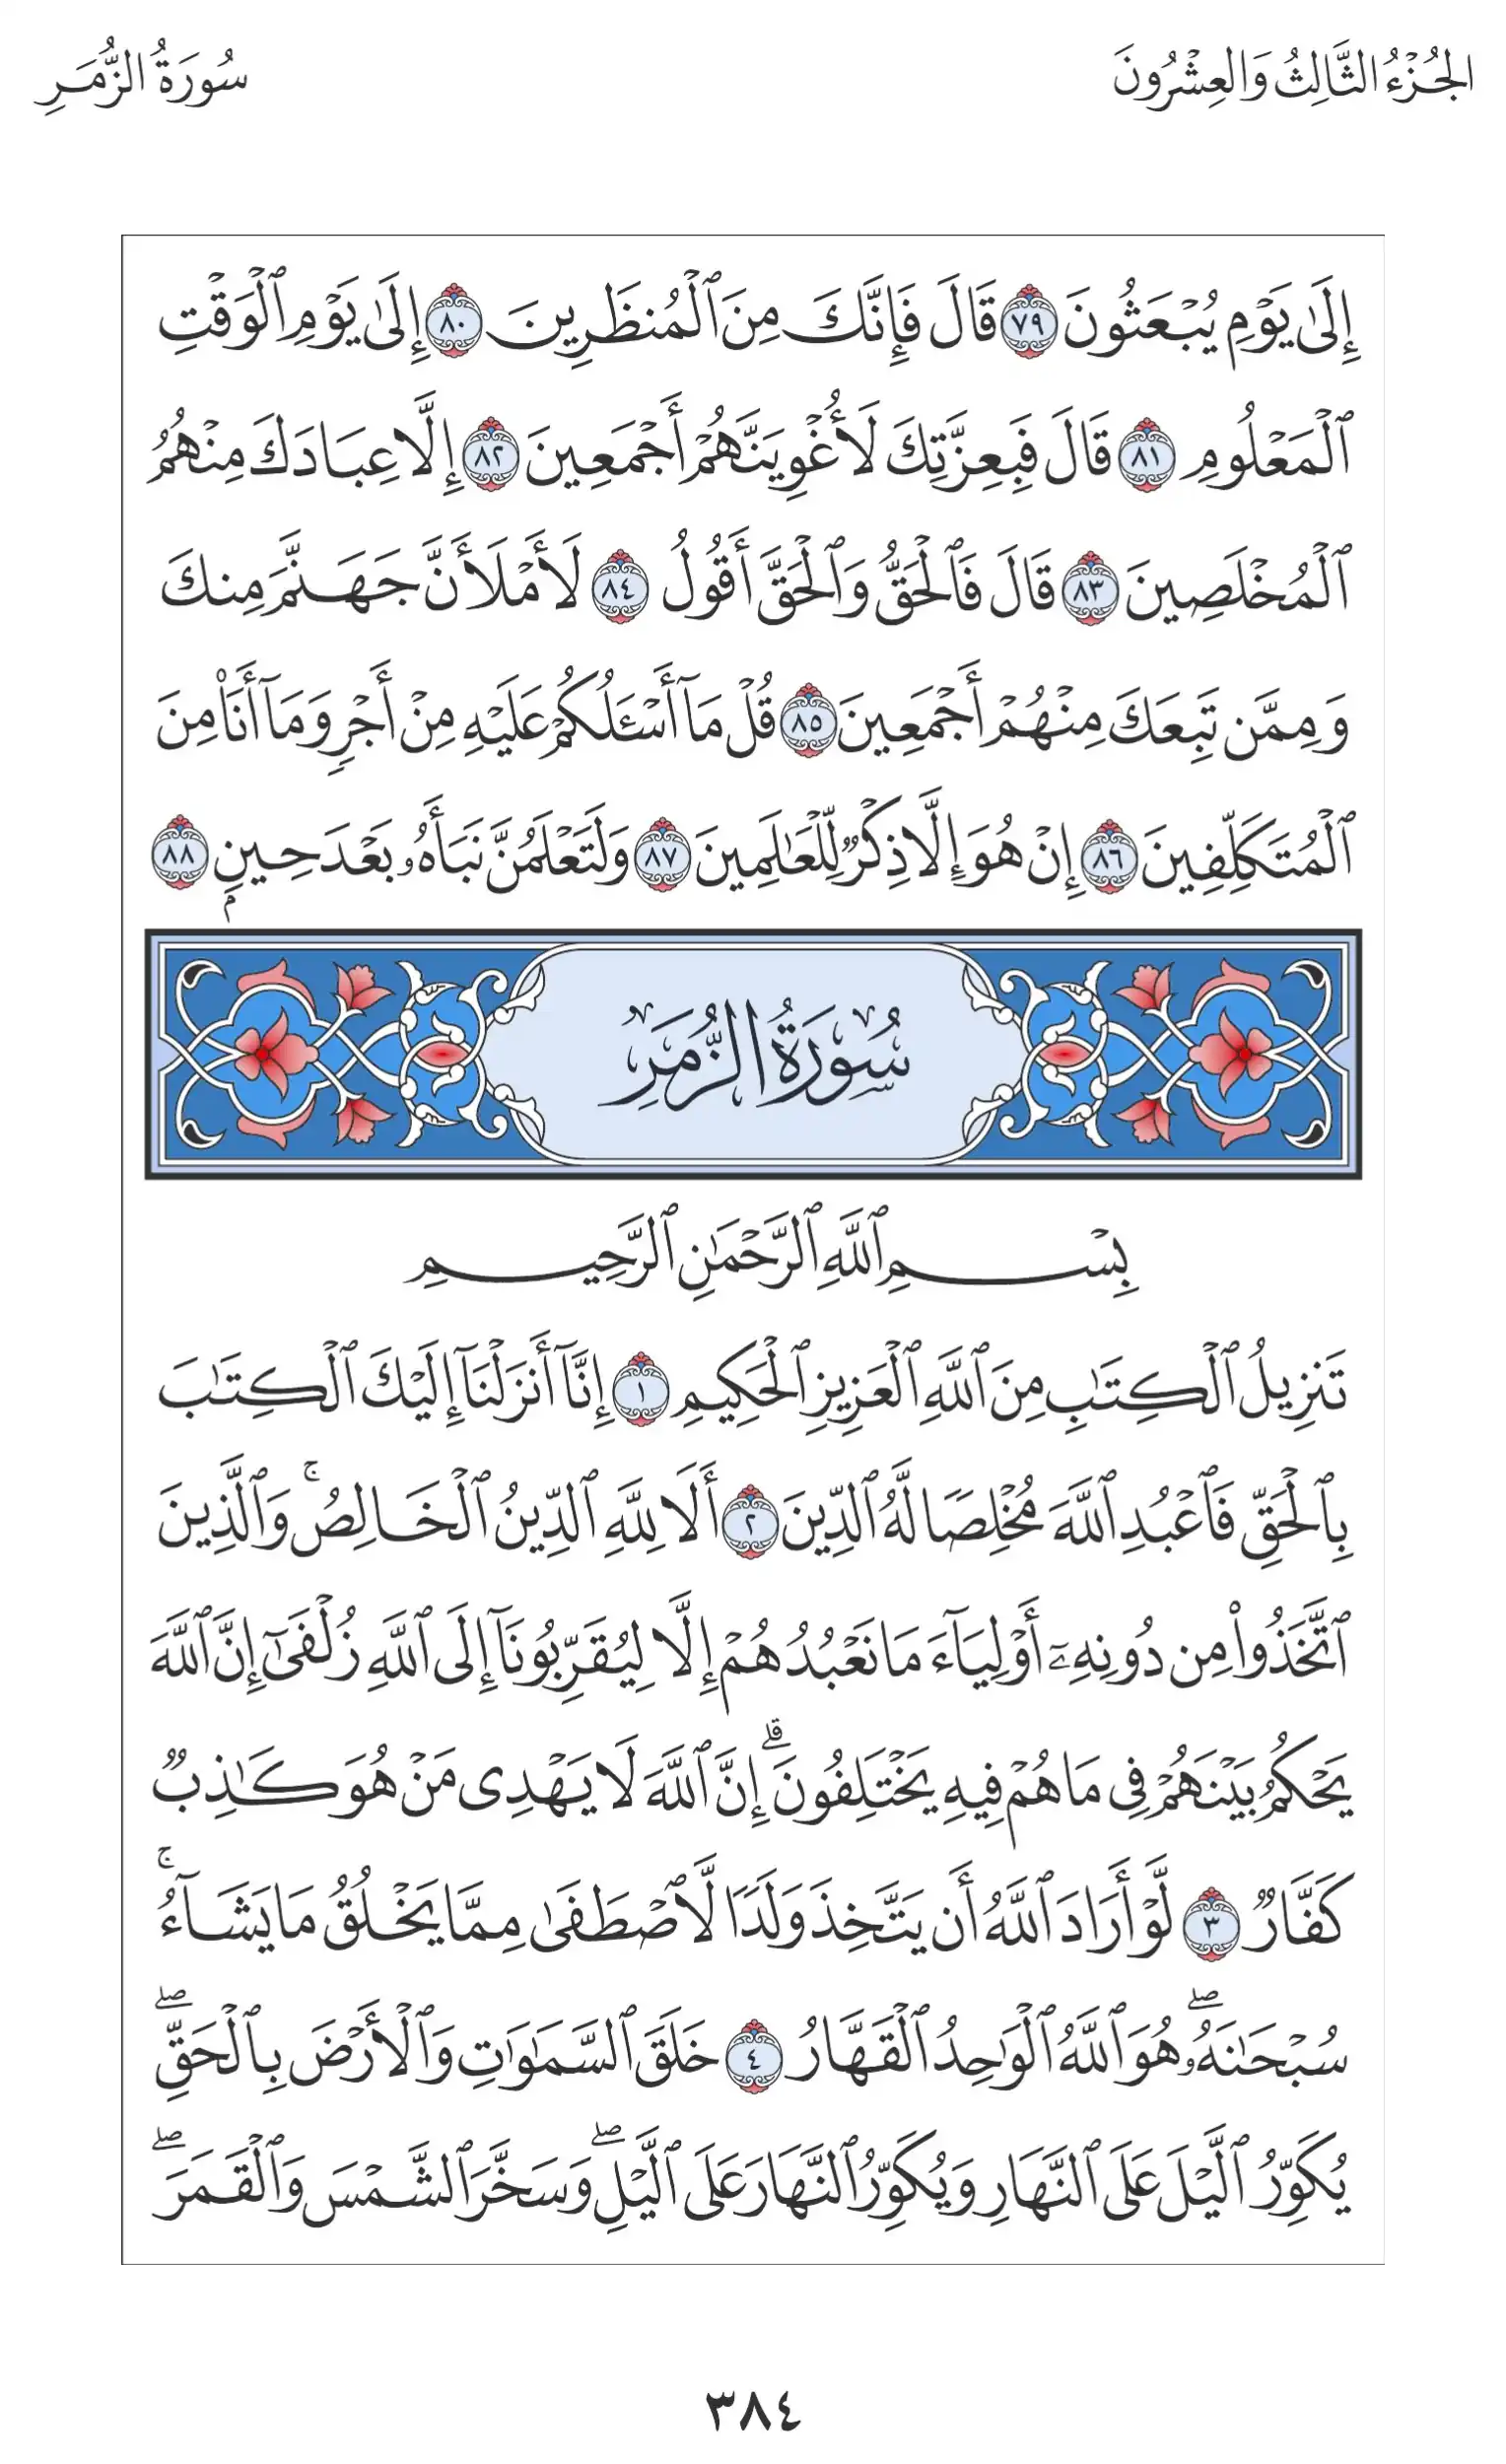 الجُزْءُ الثَّالِثُ وَالعِشْرُونَ
سُورَةُ الزُّمَرِ
إِلَىٰ يَوْمِ يُبْعَثُونَ ٧٩ قَالَ فَإِنَّكَ مِنَ ٱلْمُنظَرِينَ ٨٠ إِلَىٰ يَوْمِ ٱلْوَقْتِ
ٱلْمَعْلُومِ ٨١ قَالَ فَبِعِزَّتِكَ لَأُغْوِيَنَّهُمْ أَجْمَعِينَ ٨٢ إِلَّا عِبَادَكَ مِنْهُمُ
ٱلْمُخْلَصِينَ ٨٣ قَالَ فَٱلْحَقُّ وَٱلْحَقَّ أَقُولُ ٨٤ لَأَمْلَأَنَّ جَهَنَّمَ مِنكَ
وَمِمَّن تَبِعَكَ مِنْهُمْ أَجْمَعِينَ ٨٥ قُلْ مَآ أَسْـَٔلُكُمْ عَلَيْهِ مِنْ أَجْرٍ وَمَآ أَنَا۠ مِنَ
ٱلْمُتَكَلِّفِينَ ٨٦ إِنْ هُوَ إِلَّا ذِكْرٌ لِّلْعَٰلَمِينَ ٨٧ وَلَتَعْلَمُنَّ نَبَأَهُۥ بَعْدَ حِينٍۭ ٨٨
سُورَةُ الزُّمَرِ
بِسْمِ ٱللَّهِ ٱلرَّحْمَٰنِ ٱلرَّحِيمِ
تَنزِيلُ ٱلْكِتَٰبِ مِنَ ٱللَّهِ ٱلْعَزِيزِ ٱلْحَكِيمِ ١ إِنَّآ أَنزَلْنَآ إِلَيْكَ ٱلْكِتَٰبَ
بِٱلْحَقِّ فَٱعْبُدِ ٱللَّهَ مُخْلِصًا لَّهُ ٱلدِّينَ ٢ أَلَا لِلَّهِ ٱلدِّينُ ٱلْخَالِصُ ۚ وَٱلَّذِينَ
ٱتَّخَذُوا۟ مِن دُونِهِۦٓ أَوْلِيَآءَ مَا نَعْبُدُهُمْ إِلَّا لِيُقَرِّبُونَآ إِلَى ٱللَّهِ زُلْفَىٰٓ إِنَّ ٱللَّهَ
يَحْكُمُ بَيْنَهُمْ فِى مَا هُمْ فِيهِ يَخْتَلِفُونَ ۗ إِنَّ ٱللَّهَ لَا يَهْدِى مَنْ هُوَ كَٰذِبٌ
كَفَّارٌ ٣ لَّوْ أَرَادَ ٱللَّهُ أَن يَتَّخِذَ وَلَدًا لَّٱصْطَفَىٰ مِمَّا يَخْلُقُ مَا يَشَآءُ ۚ
سُبْحَٰنَهُۥ ۖ هُوَ ٱللَّهُ ٱلْوَٰحِدُ ٱلْقَهَّارُ ٤ خَلَقَ ٱلسَّمَٰوَٰتِ وَٱلْأَرْضَ بِٱلْحَقِّ ۖ
يُكَوِّرُ ٱلَّيْلَ عَلَى ٱلنَّهَارِ وَيُكَوِّرُ ٱلنَّهَارَ عَلَى ٱلَّيْلِ ۖ وَسَخَّرَ ٱلشَّمْسَ وَٱلْقَمَرَ ۖ
٣٨٤